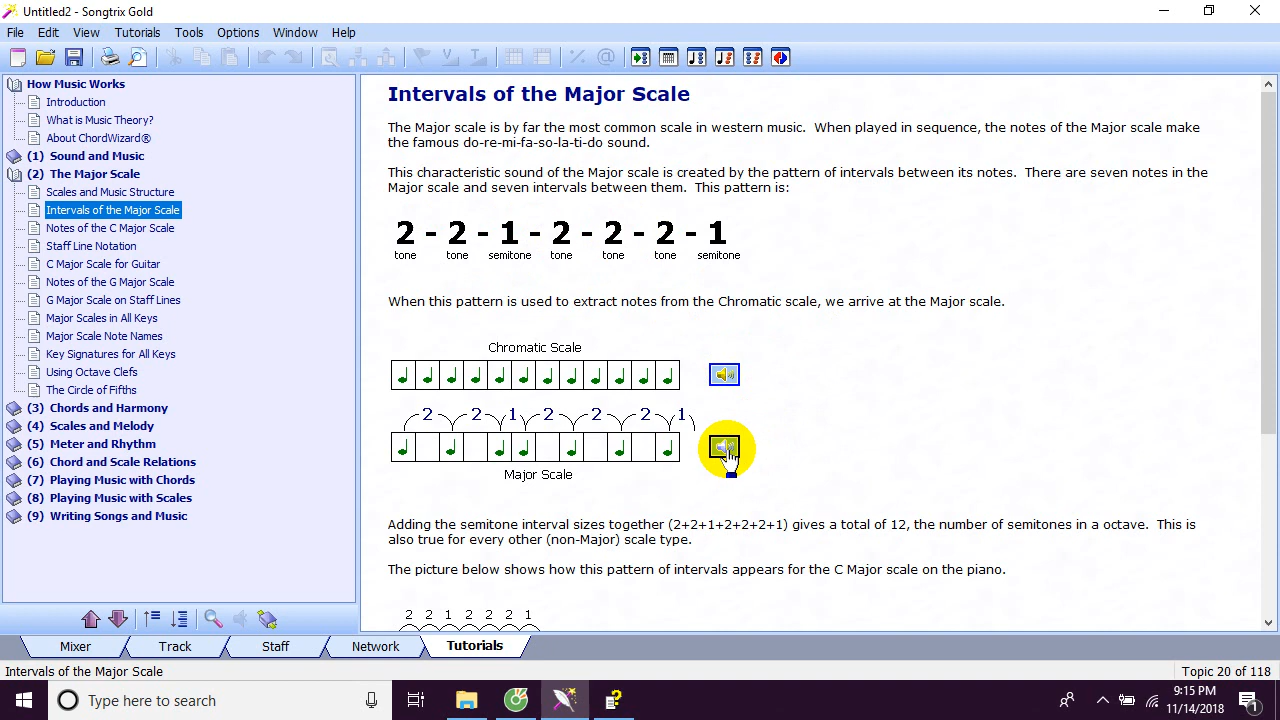 Untitled2 - Songtrix Gold
File Edit View Tutorials Tools Options Window Help
How Music Works
Introduction
What is Music Theory?
About ChordWizard®
(1) Sound and Music
(2) The Major Scale
Scales and Music Structure
Intervals of the Major Scale
Notes of the C Major Scale
Staff Line Notation
C Major Scale for Guitar
Notes of the G Major Scale
G Major Scale on Staff Lines
Major Scales in All Keys
Major Scale Note Names
Key Signatures for All Keys
Using Octave Clefs
The Circle of Fifths
(3) Chords and Harmony
(4) Scales and Melody
(5) Meter and Rhythm
(6) Chord and Scale Relations
(7) Playing Music with Chords
(8) Playing Music with Scales
(9) Writing Songs and Music
Intervals of the Major Scale
The Major scale is by far the most common scale in western music. When played in sequence, the notes of the Major scale make
the famous do-re-mi-fa-so-la-ti-do sound.
This characteristic sound of the Major scale is created by the pattern of intervals between its notes. There are seven notes in the
Major scale and seven intervals between them. This pattern is:
2 - 2 - 1 - 2 - 2 - 2 - 1
tone tone semitone tone tone tone semitone
When this pattern is used to extract notes from the Chromatic scale, we arrive at the Major scale.
Chromatic Scale
2 2 1 2 2 2 1
Major Scale
Adding the semitone interval sizes together (2+2+1+2+2+2+1) gives a total of 12, the number of semitones in a octave. This is
also true for every other (non-Major) scale type.
The picture below shows how this pattern of intervals appears for the C Major scale on the piano.
2 2 1 2 2 2 1
Mixer Track Staff Network Tutorials
Intervals of the Major Scale
Topic 20 of 118
Type here to search
9:15 PM
11/14/2018
1